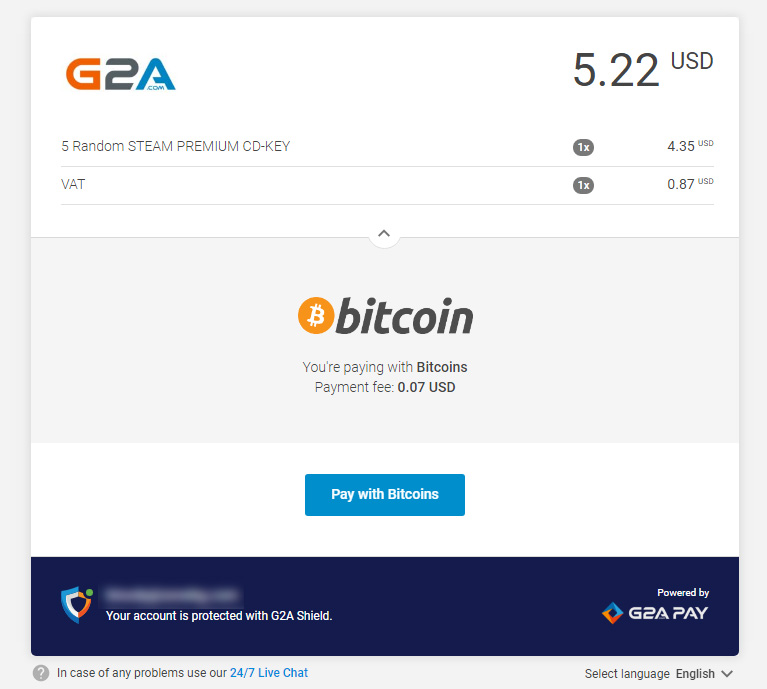 G2A.COM
5.22 USD
5 Random STEAM PREMIUM CD-KEY 1x 4.35 USD
VAT 1x 0.87 USD
bitcoin
You're paying with Bitcoins
Payment fee: 0.07 USD
Pay with Bitcoins
Your account is protected with G2A Shield.
Powered by
G2A PAY
? In case of any problems use our 24/7 Live Chat
Select language English